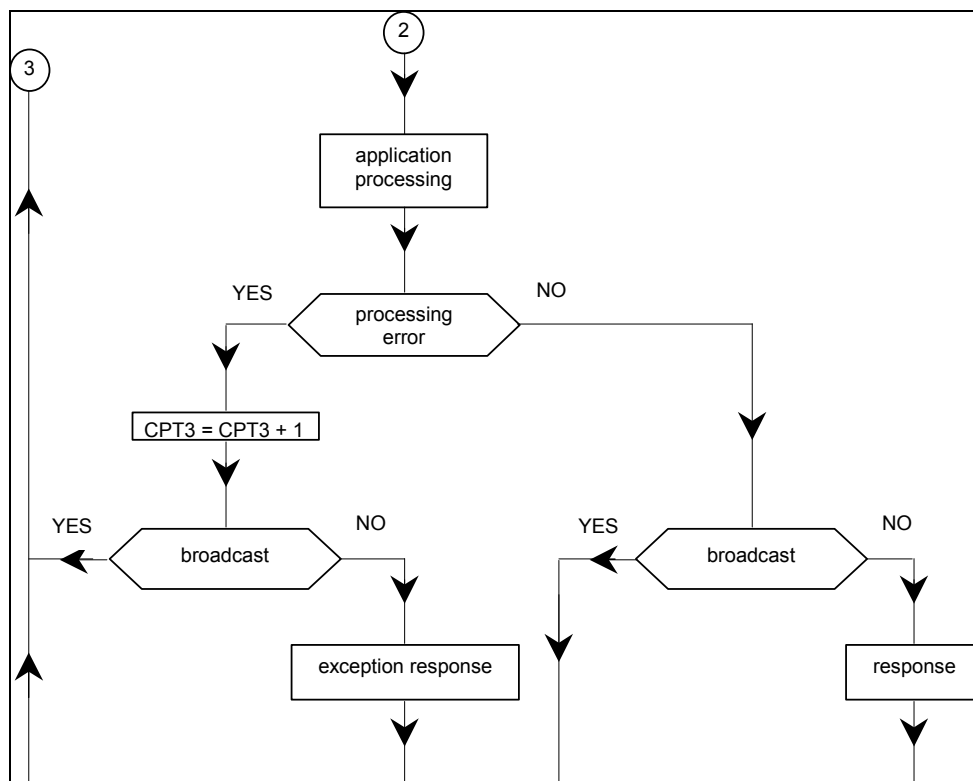 2
3
application
processing
YES
NO
processing
error
CPT3 = CPT3 + 1
YES
NO
YES
NO
broadcast
broadcast
exception response
response